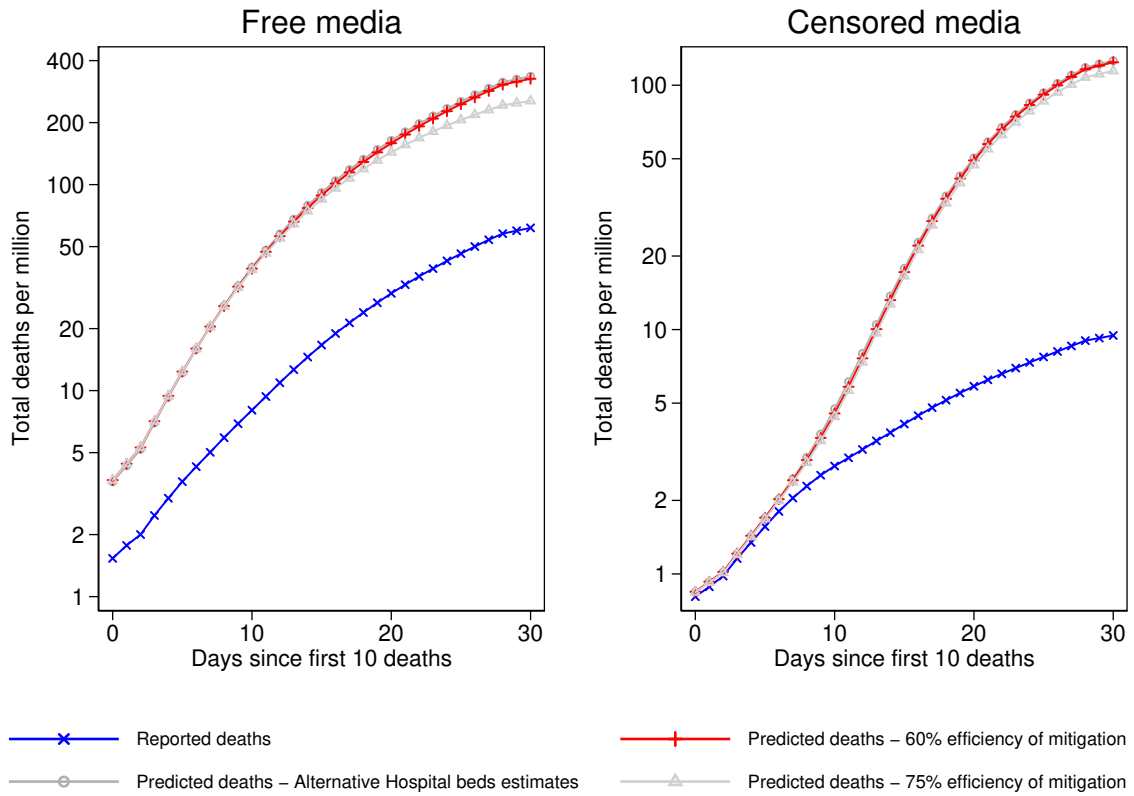 Free media
Censored media
Total deaths per million
400
200
100
50
20
10
5
2
1
0
10
20
30
Days since first 10 deaths
Total deaths per million
100
50
20
10
5
2
1
0
10
20
30
Days since first 10 deaths
Reported deaths
Predicted deaths − 60% efficiency of mitigation
Predicted deaths − Alternative Hospital beds estimates
Predicted deaths − 75% efficiency of mitigation